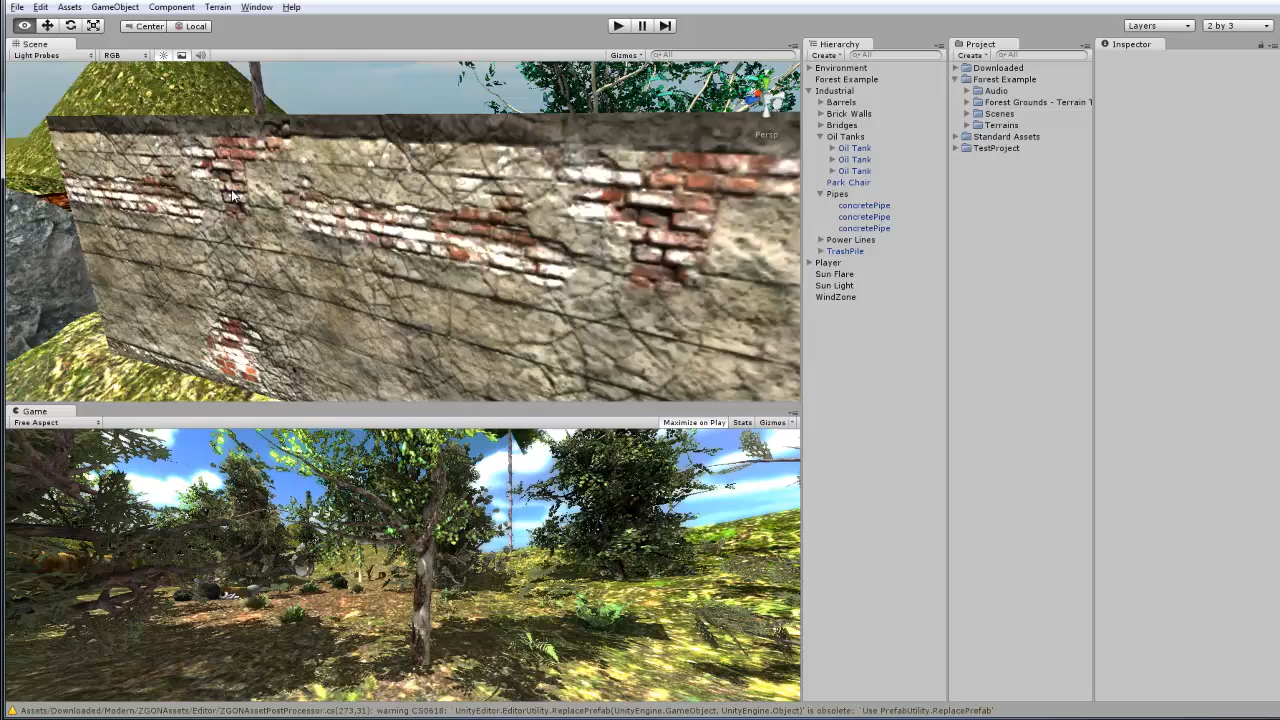 File Edit Assets GameObject Component Terrain Window Help
Center Local Layers 2 by 3
Scene
Light Probes RGB Gizmos All
Persp
Game
Free Aspect Maximize on Play Stats Gizmos
Hierarchy
Create All
Environment
Forest Example
Industrial
Barrels
Brick Walls
Bridges
Oil Tanks
Oil Tank
Oil Tank
Oil Tank
Park Chair
Pipes
concretePipe
concretePipe
concretePipe
Power Lines
TrashPile
Player
Sun Flare
Sun Light
WindZone
Project
Create All
Downloaded
Forest Example
Audio
Forest Grounds - Terrain T
Scenes
Terrains
Standard Assets
TestProject
Inspector
Assets/Downloaded/Modern/ZGONAssets/Editor/ZGONAssetPostProcessor.cs(273,31): warning CS0618: `UnityEditor.EditorUtility.ReplacePrefab(UnityEngine.GameObject, UnityEngine.Object)' is obsolete: `Use PrefabUtility.ReplacePrefab'